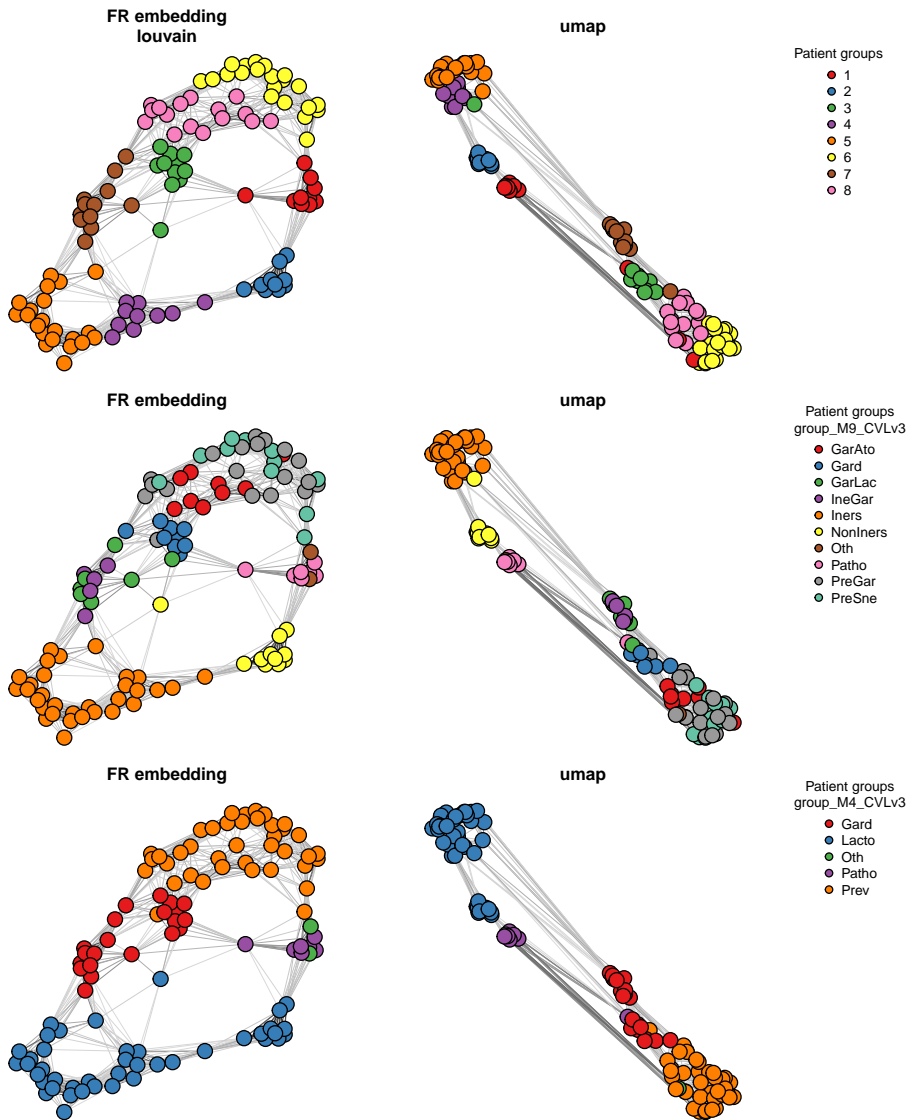 FR embedding
louvain
umap
Patient groups
1
2
3
4
5
6
7
8
FR embedding
umap
Patient groups
group_M9_CVLv3
GarAto
Gard
GarLac
IneGar
Iners
NonIners
Oth
Patho
PreGar
PreSne
FR embedding
umap
Patient groups
group_M4_CVLv3
Gard
Lacto
Oth
Patho
Prev